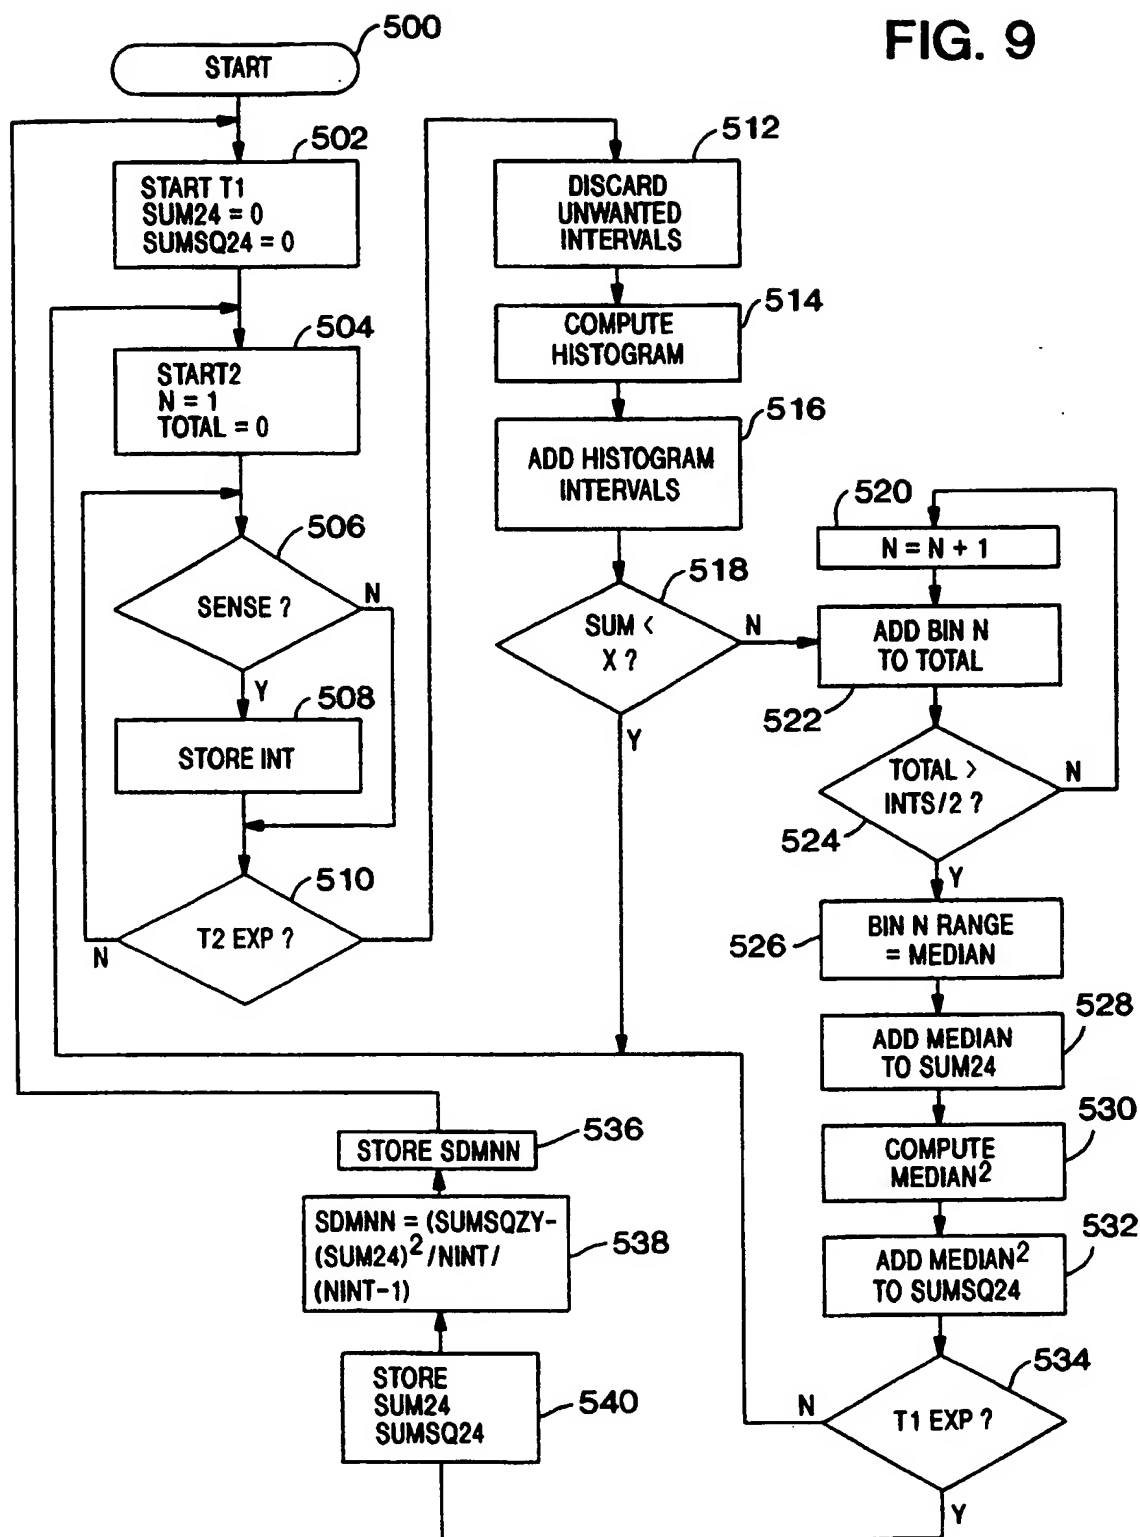 FIG. 9
500
START
502
START T1
SUM24 = 0
SUMSQ24 = 0
504
START2
N = 1
TOTAL = 0
506
SENSE ?
N
Y
508
STORE INT
510
T2 EXP ?
N
512
DISCARD
UNWANTED
INTERVALS
514
COMPUTE
HISTOGRAM
516
ADD HISTOGRAM
INTERVALS
518
SUM <
X ?
N
Y
520
N = N + 1
ADD BIN N
TO TOTAL
522
TOTAL >
INTS/2 ?
N
524
Y
BIN N RANGE
= MEDIAN
526
528
ADD MEDIAN
TO SUM24
530
COMPUTE
MEDIAN²
532
ADD MEDIAN²
TO SUMSQ24
534
T1 EXP ?
N
Y
STORE
SUM24
SUMSQ24
540
SDMNN = (SUMSQZY-
(SUM24)² /NINT/
(NINT-1)
538
STORE SDMNN
536